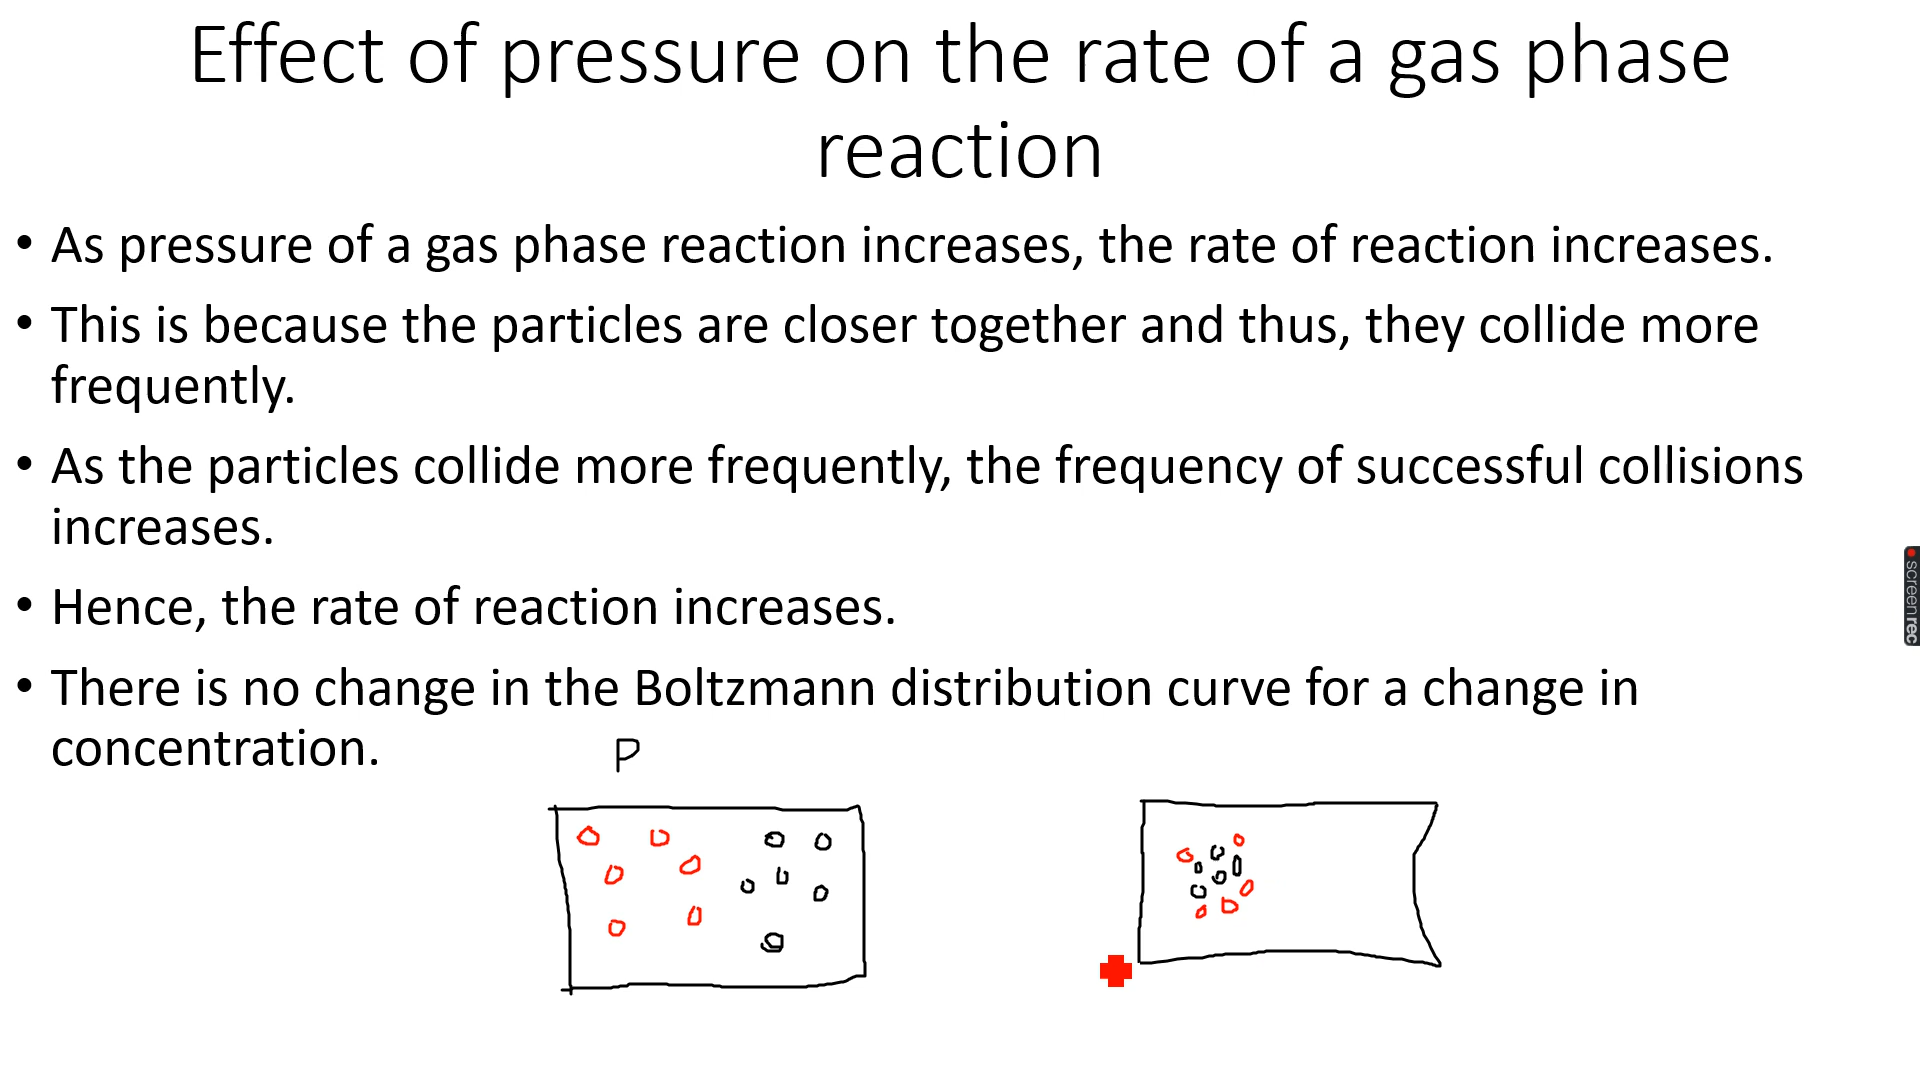 Effect of pressure on the rate of a gas phase
reaction
• As pressure of a gas phase reaction increases, the rate of reaction increases.
• This is because the particles are closer together and thus, they collide more
frequently.
• As the particles collide more frequently, the frequency of successful collisions
increases.
• Hence, the rate of reaction increases.
• There is no change in the Boltzmann distribution curve for a change in
concentration.
P
screenrec